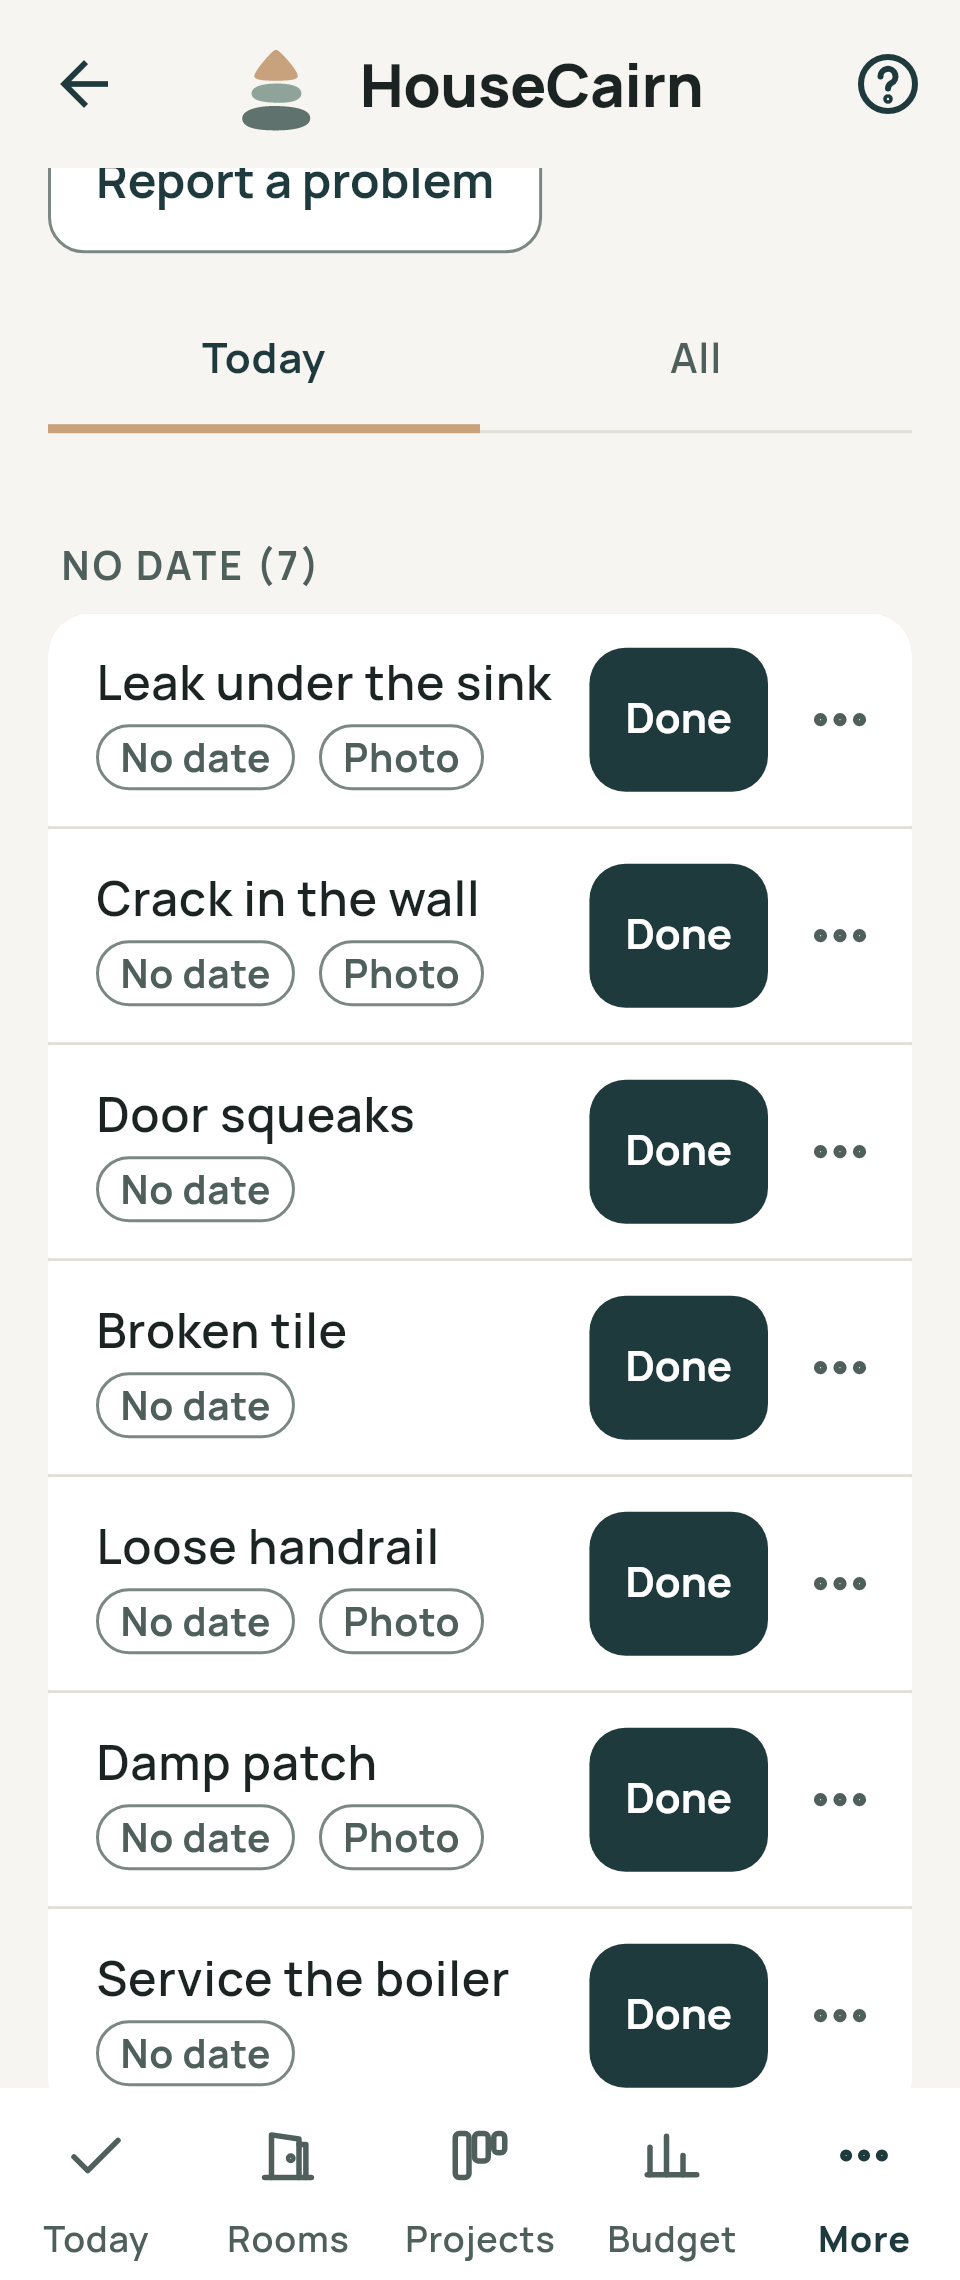 HouseCairn
Report a problem
Today
All
NO DATE (7)
Leak under the sink
No date
Photo
Done
Crack in the wall
No date
Photo
Done
Door squeaks
No date
Done
Broken tile
No date
Done
Loose handrail
No date
Photo
Done
Damp patch
No date
Photo
Done
Service the boiler
No date
Done
Today
Rooms
Projects
Budget
More